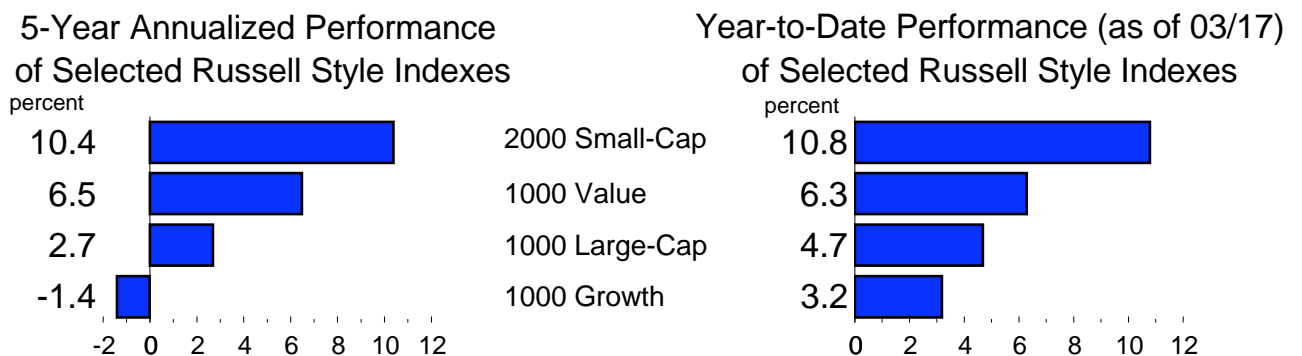 5-Year Annualized Performance
of Selected Russell Style Indexes
percent
10.4
6.5
2.7
-1.4
-2 0 2 4 6 8 10 12
2000 Small-Cap
1000 Value
1000 Large-Cap
1000 Growth
Year-to-Date Performance (as of 03/17)
of Selected Russell Style Indexes
percent
10.8
6.3
4.7
3.2
0 2 4 6 8 10 12